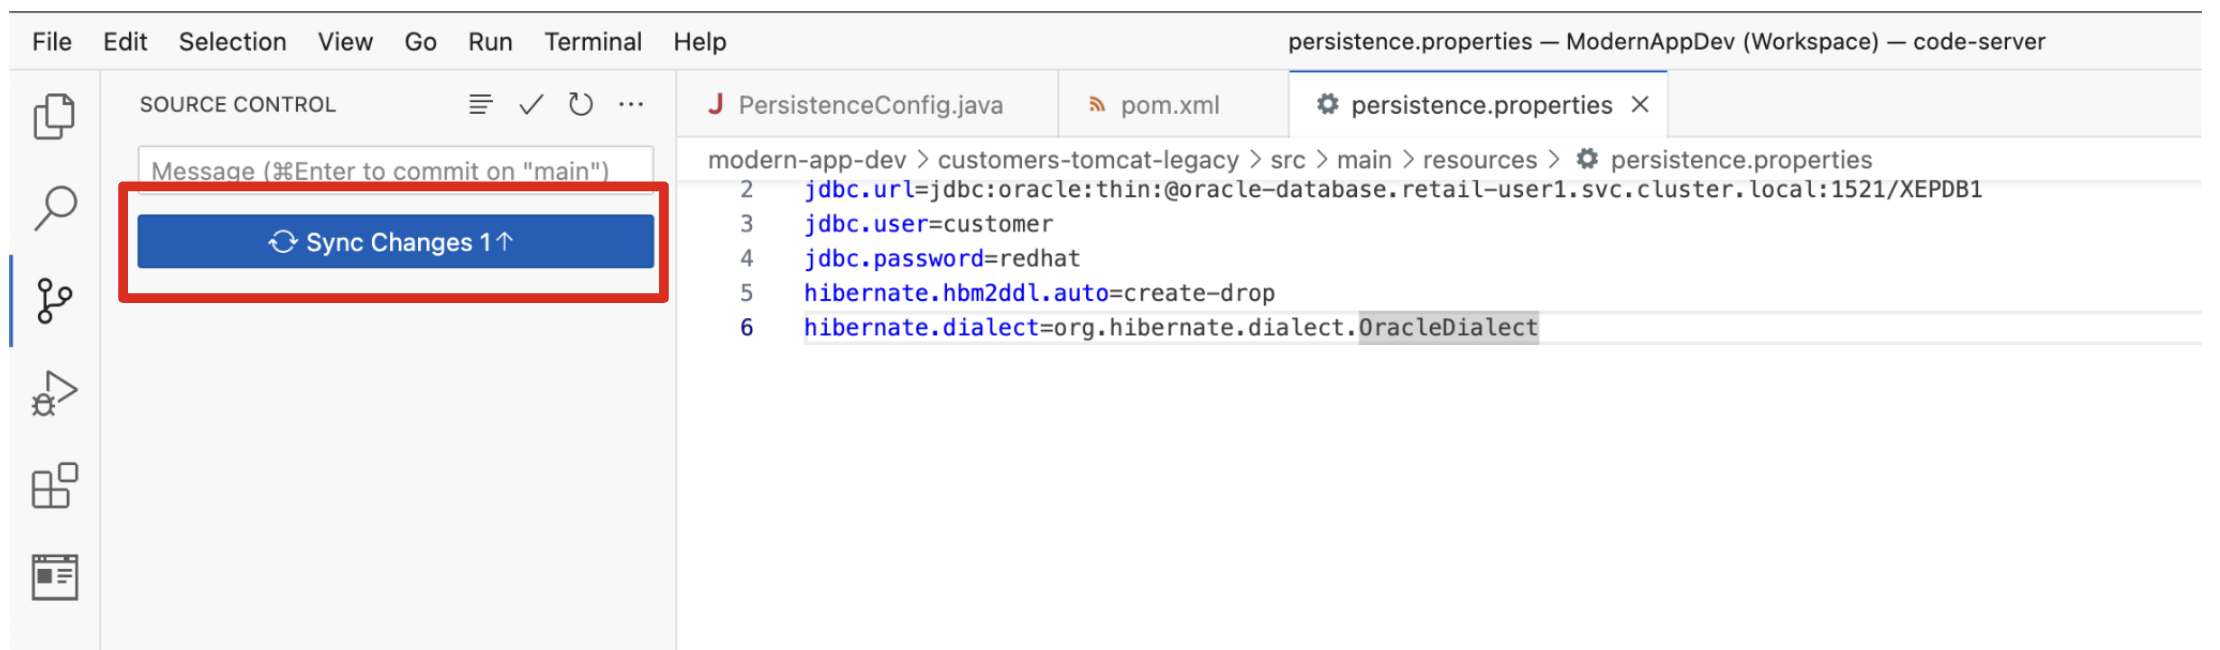 File Edit Selection View Go Run Terminal Help persistence.properties — ModernAppDev (Workspace) — code-server
SOURCE CONTROL
Message (⌘Enter to commit on "main")
Sync Changes 1↑
PersistenceConfig.java pom.xml persistence.properties
modern-app-dev > customers-tomcat-legacy > src > main > resources > persistence.properties
2 jdbc.url=jdbc:oracle:thin:@oracle-database.retail-user1.svc.cluster.local:1521/XEPDB1
3 jdbc.user=customer
4 jdbc.password=redhat
5 hibernate.hbm2ddl.auto=create-drop
6 hibernate.dialect=org.hibernate.dialect.OracleDialect